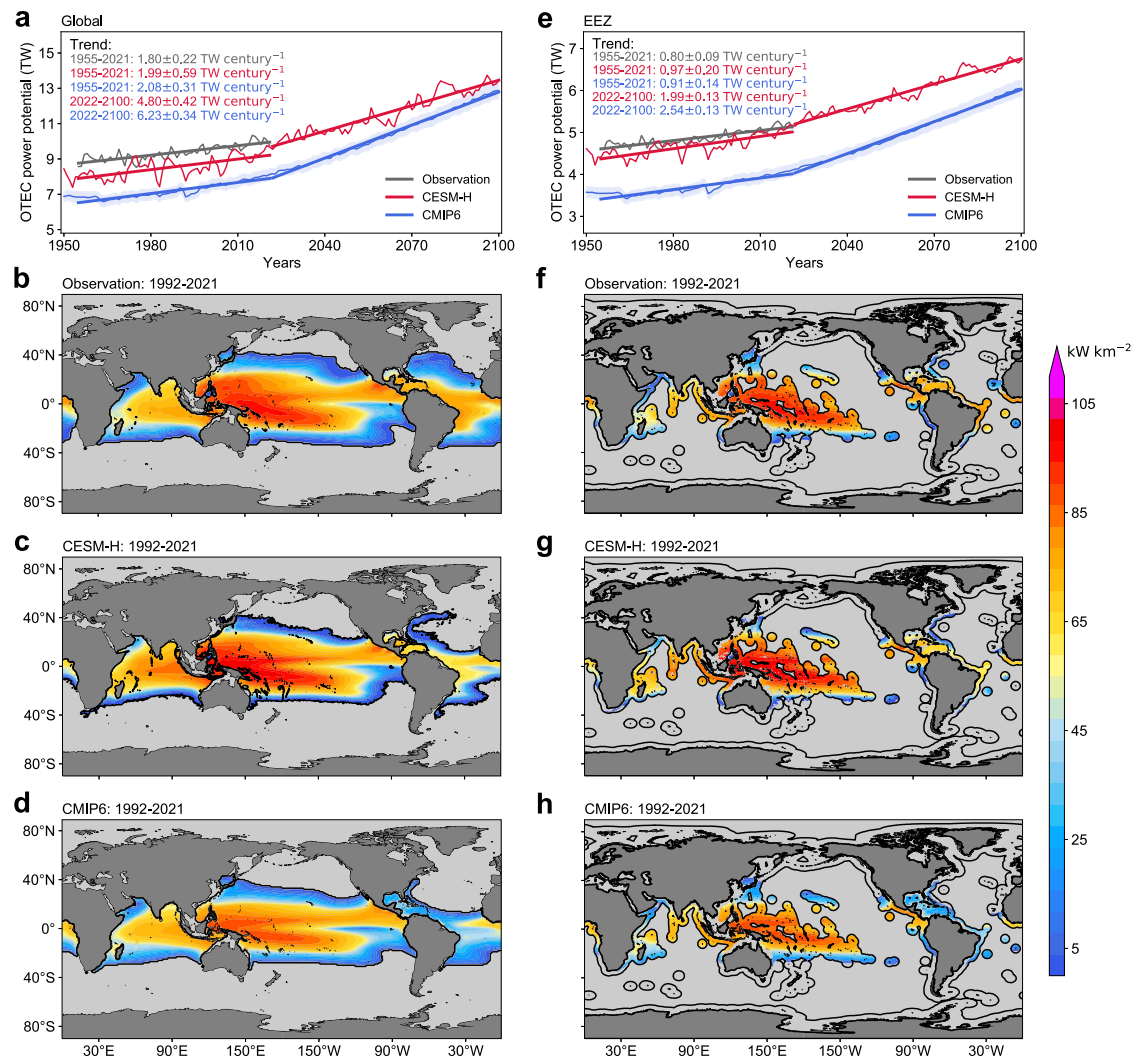 a Global
OTEC power potential (TW)
15
13
11
9
7
5
Trend:
1955-2021: 1.80±0.22 TW century⁻¹
1955-2021: 1.99±0.59 TW century⁻¹
1955-2021: 2.08±0.31 TW century⁻¹
2022-2100: 4.80±0.42 TW century⁻¹
2022-2100: 6.23±0.34 TW century⁻¹
Observation
CESM-H
CMIP6
1950 1980 2010 2040 2070 2100
Years
e EEZ
OTEC power potential (TW)
7
6
5
4
3
Trend:
1955-2021: 0.80±0.09 TW century⁻¹
1955-2021: 0.97±0.20 TW century⁻¹
1955-2021: 0.91±0.14 TW century⁻¹
2022-2100: 1.99±0.13 TW century⁻¹
2022-2100: 2.54±0.13 TW century⁻¹
Observation
CESM-H
CMIP6
1950 1980 2010 2040 2070 2100
Years
b Observation: 1992-2021
80°N
40°N
0°
40°S
80°S
f Observation: 1992-2021
c CESM-H: 1992-2021
80°N
40°N
0°
40°S
80°S
g CESM-H: 1992-2021
d CMIP6: 1992-2021
80°N
40°N
0°
40°S
80°S
30°E 90°E 150°E 150°W 90°W 30°W
h CMIP6: 1992-2021
30°E 90°E 150°E 150°W 90°W 30°W
kW km⁻²
105
85
65
45
25
5